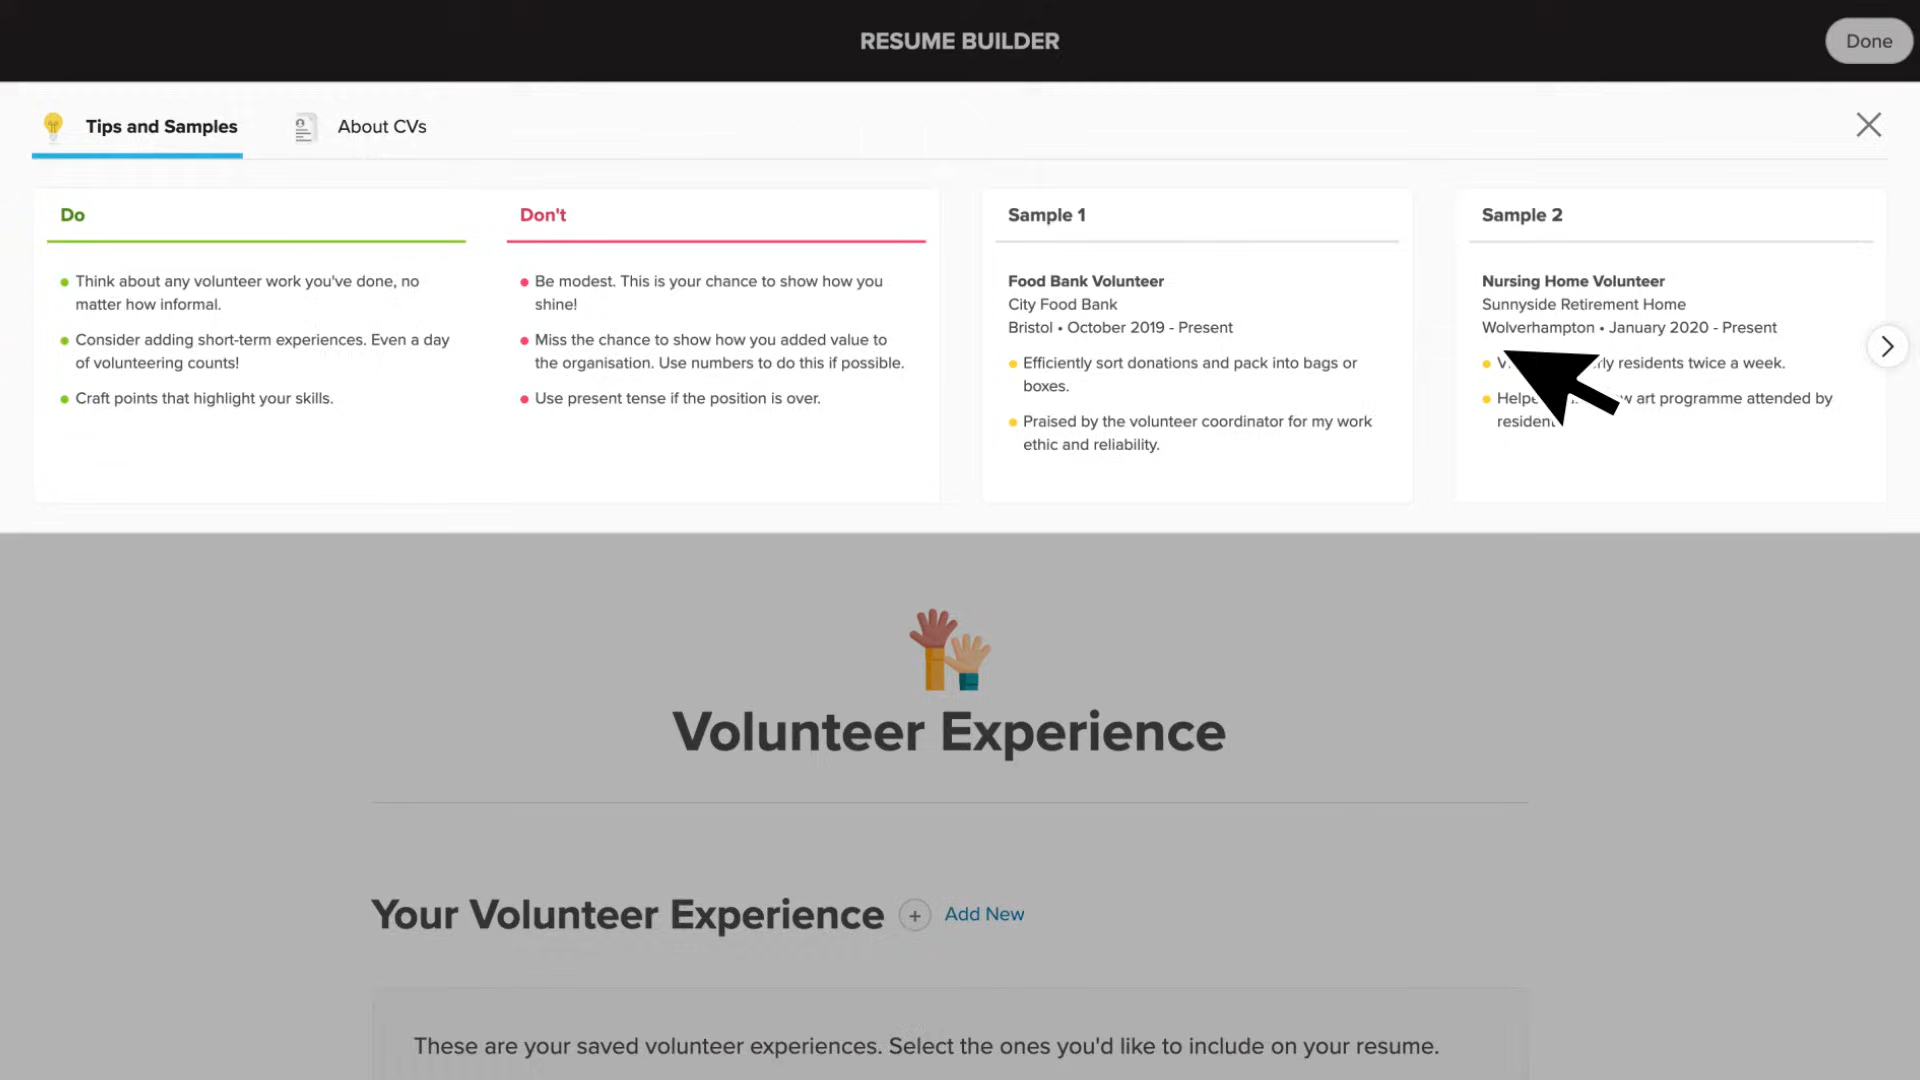 RESUME BUILDER
Done
Tips and Samples
About CVs
Do
Think about any volunteer work you've done, no
matter how informal.
Consider adding short-term experiences. Even a day
of volunteering counts!
Craft points that highlight your skills.
Don't
Be modest. This is your chance to show how you
shine!
Miss the chance to show how you added value to
the organisation. Use numbers to do this if possible.
Use present tense if the position is over.
Sample 1
Food Bank Volunteer
City Food Bank
Bristol • October 2019 - Present
Efficiently sort donations and pack into bags or
boxes.
Praised by the volunteer coordinator for my work
ethic and reliability.
Sample 2
Nursing Home Volunteer
Sunnyside Retirement Home
Wolverhampton • January 2020 - Present
residents twice a week.
art programme attended by
Volunteer Experience
Your Volunteer Experience + Add New
These are your saved volunteer experiences. Select the ones you'd like to include on your resume.